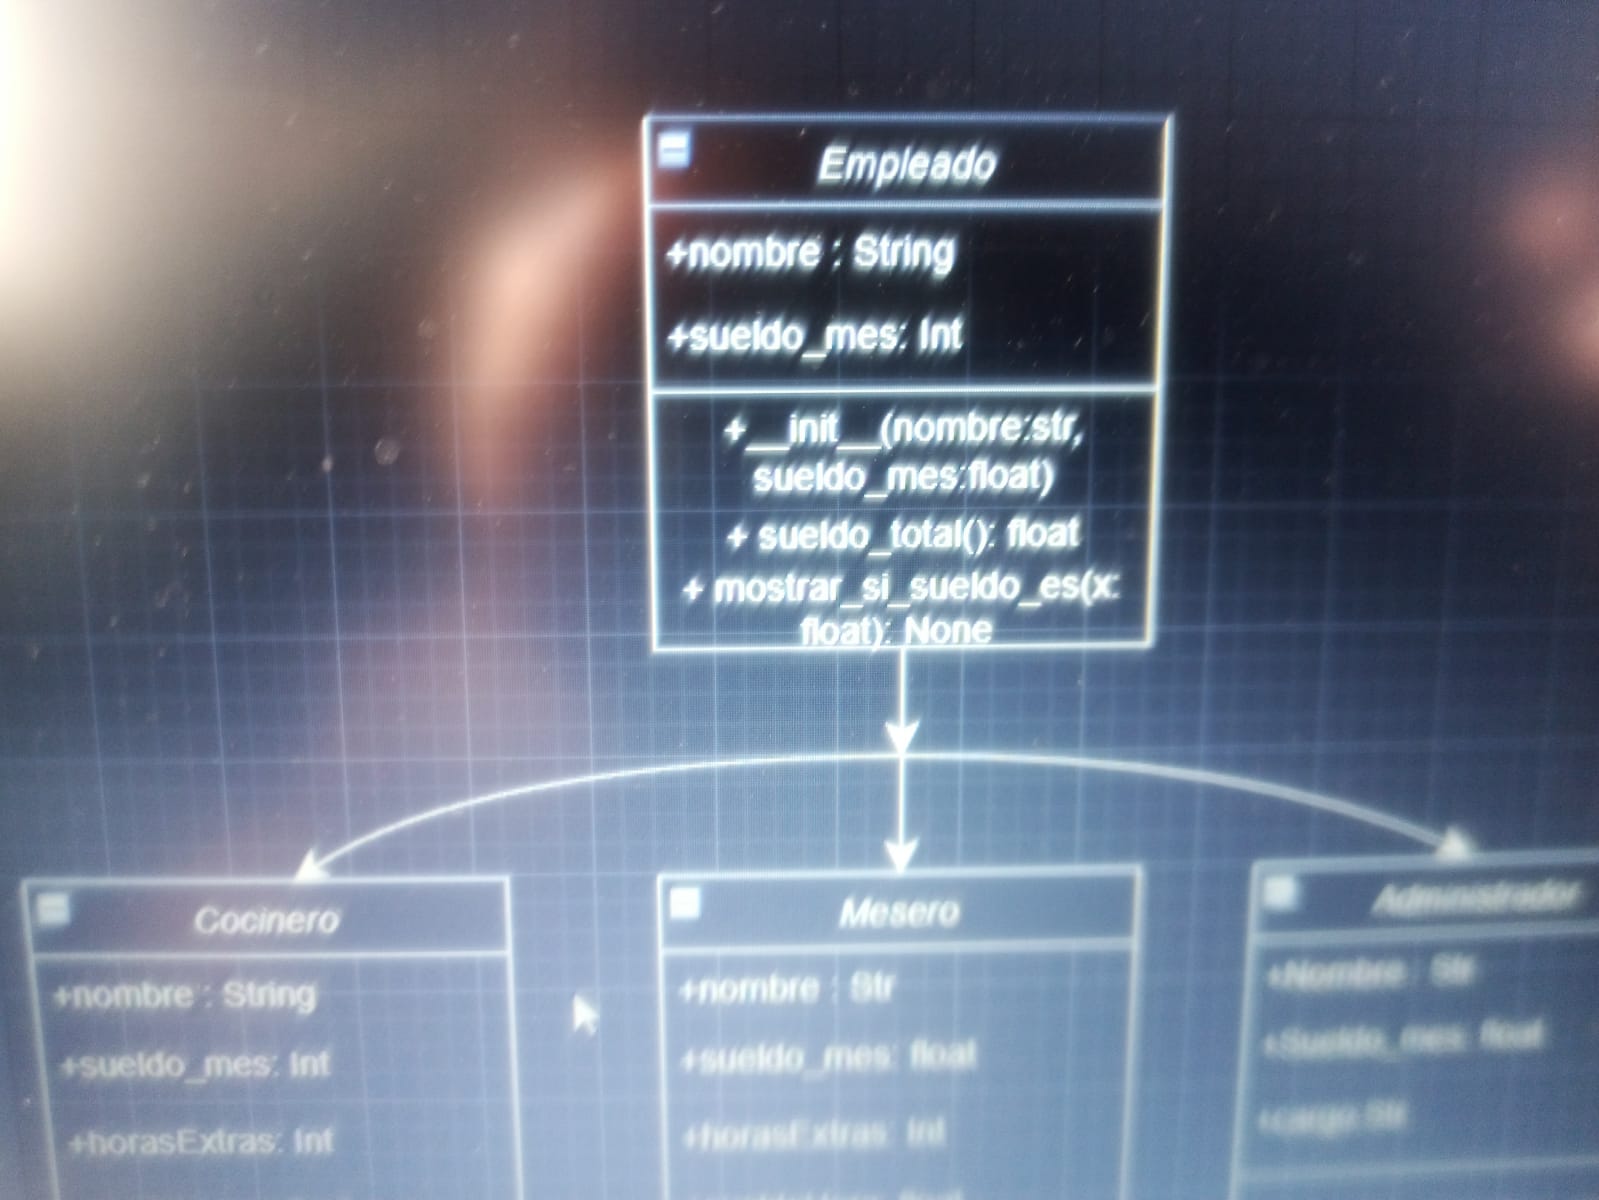 Empleado
+nombre : String
+sueldo_mes: Int
+__init__(nombre:str,
sueldo_mes:float)
+ sueldo_total(): float
+ mostrar_si_sueldo_es(x:
float): None
Cocinero
+nombre : String
+sueldo_mes: Int
+horasExtras: Int
Mesero
+nombre : Str
+sueldo_mes: float
+horasExtras: Int
Administrador
+Nombre : Str
+Sueldo_mes: float
+cargo:Str